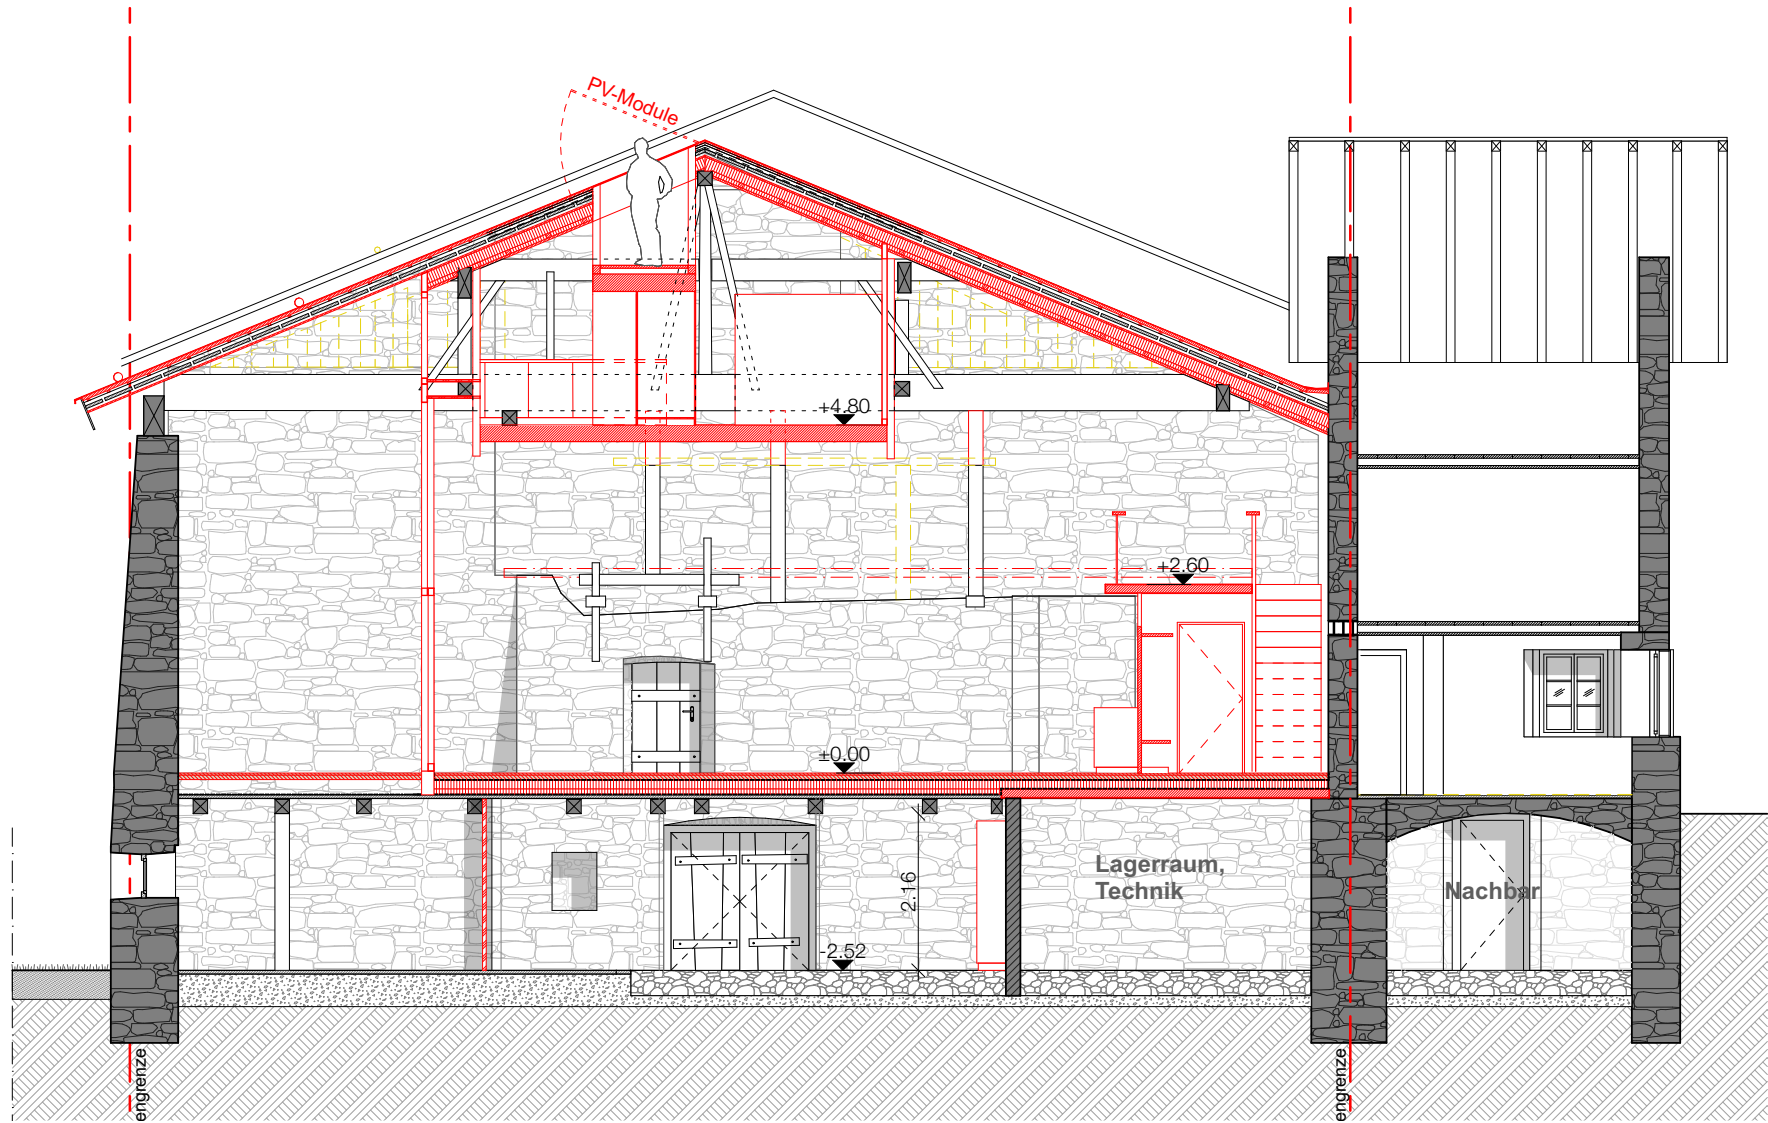 PV-Module
+4.80
+2.60
±0.00
Lagerraum,
Technik
2.16
Nachbar
-2.52
engrenze
engrenze